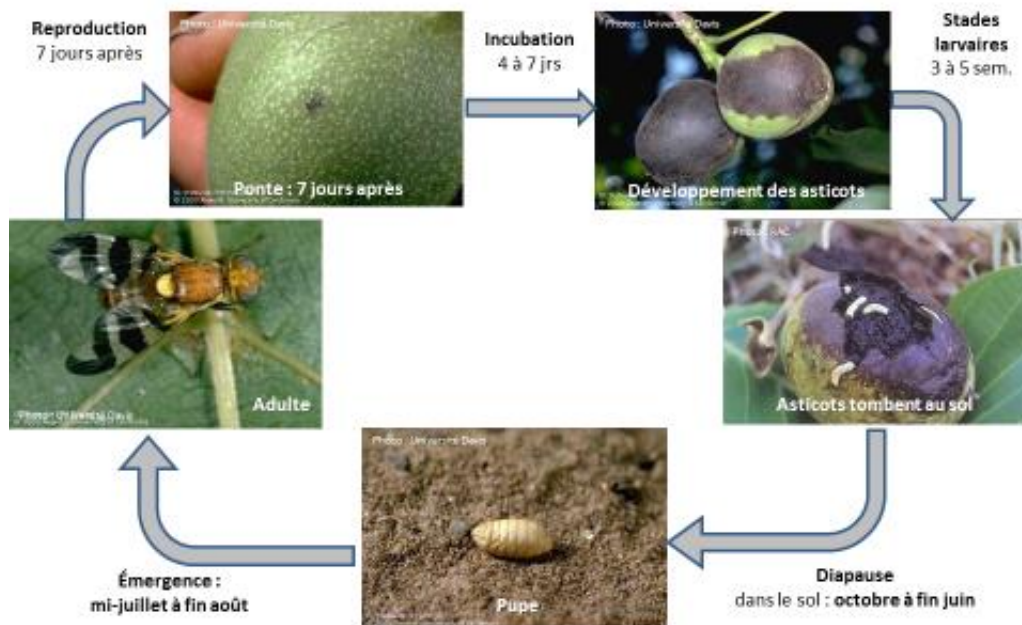 Reproduction
7 jours après
Photo : Université Davis
Ponte : 7 jours après
Incubation
4 à 7 jrs
Photo : Université Davis
Développement des asticots
Stades
larvaires
3 à 5 sem.
Asticots tombent au sol
Diapause
dans le sol : octobre à fin juin
Photo : Université Davis
Pupe
Émergence :
mi-juillet à fin août
Photo : Université Davis
Adulte